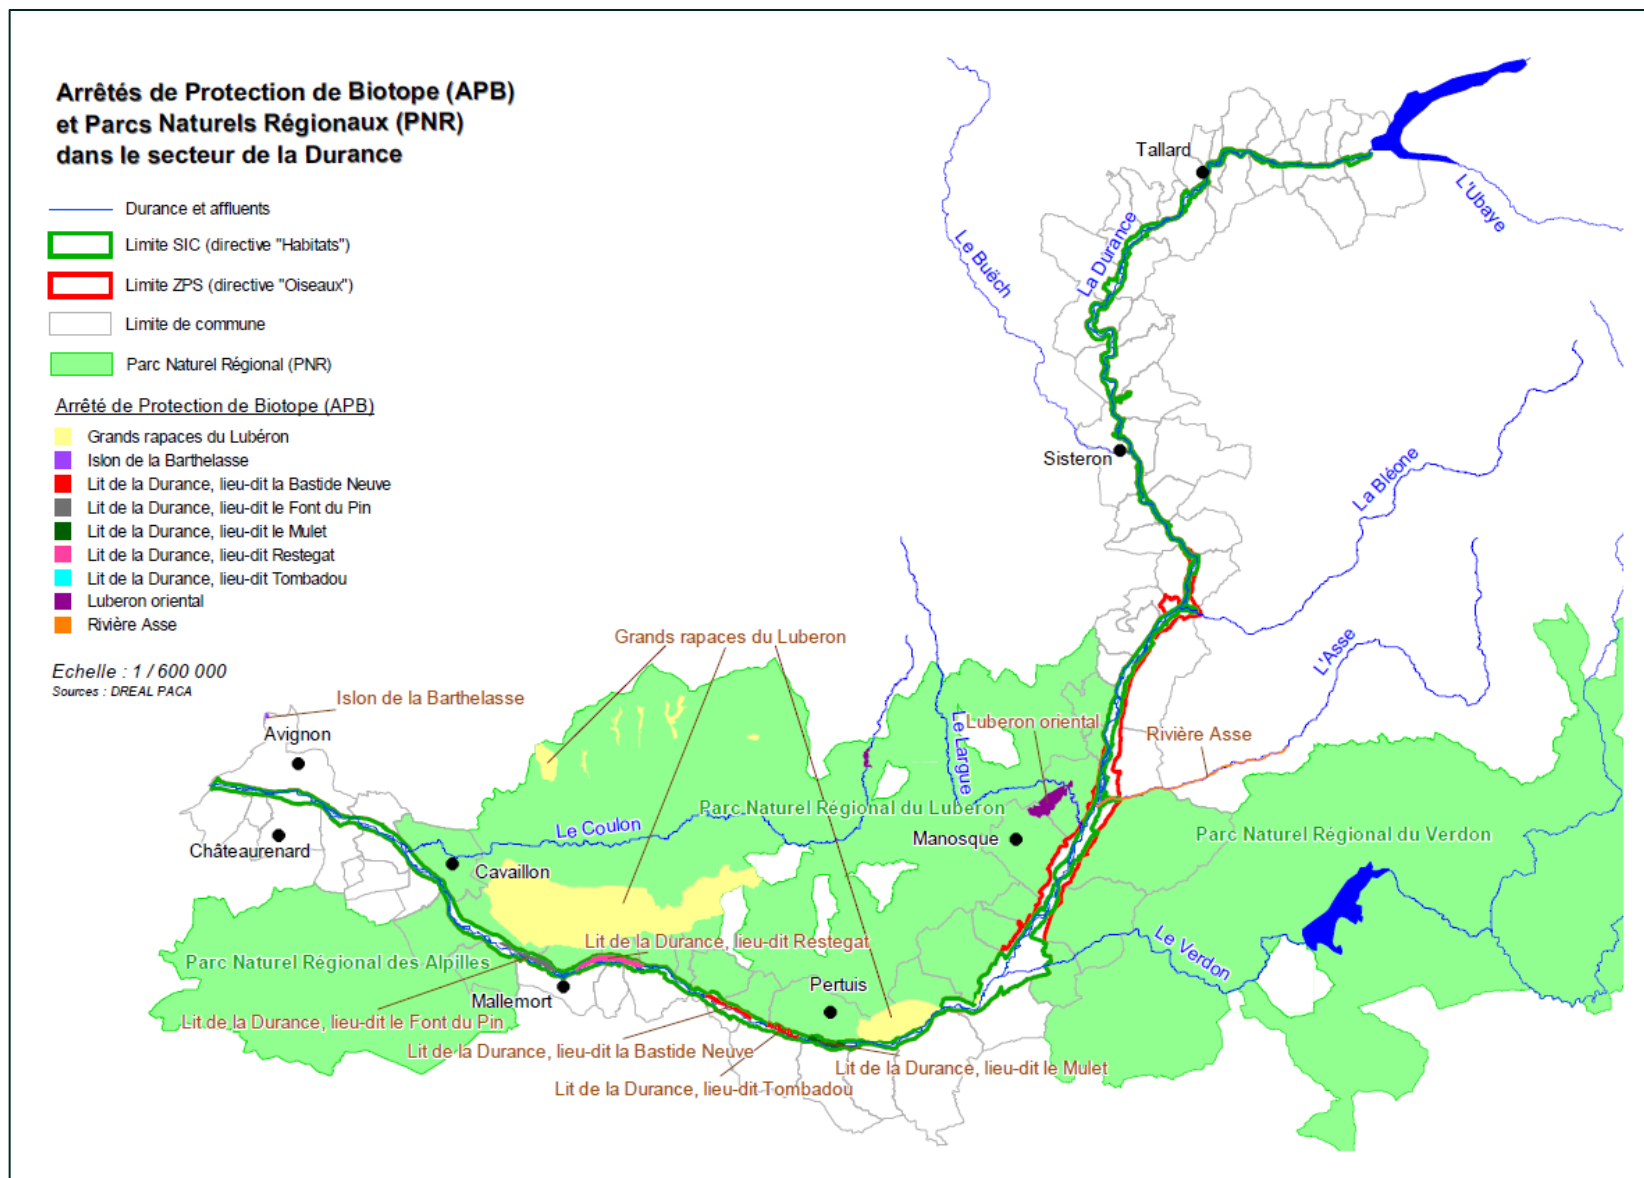 Arrêtés de Protection de Biotope (APB)
et Parcs Naturels Régionaux (PNR)
dans le secteur de la Durance
Durance et affluents
Limite SIC (directive "Habitats")
Limite ZPS (directive "Oiseaux")
Limite de commune
Parc Naturel Régional (PNR)
Arrêté de Protection de Biotope (APB)
Grands rapaces du Lubéron
Islon de la Barthelasse
Lit de la Durance, lieu-dit la Bastide Neuve
Lit de la Durance, lieu-dit le Font du Pin
Lit de la Durance, lieu-dit le Mulet
Lit de la Durance, lieu-dit Restegat
Lit de la Durance, lieu-dit Tombadou
Luberon oriental
Rivière Asse
Echelle : 1 / 600 000
Sources : DREAL PACA
Tallard
L'Ubaye
La Durance
Le Buëch
Sisteron
La Bléone
L'Asse
Grands rapaces du Luberon
Islon de la Barthelasse
Avignon
Luberon oriental
Rivière Asse
Le Largue
Parc Naturel Régional du Luberon
Parc Naturel Régional du Verdon
Le Coulon
Manosque
Châteaurenard
Cavaillon
Lit de la Durance, lieu-dit Restegat
Le Verdon
Parc Naturel Régional des Alpilles
Pertuis
Mallemort
Lit de la Durance, lieu-dit le Font du Pin
Lit de la Durance, lieu-dit la Bastide Neuve
Lit de la Durance, lieu-dit le Mulet
Lit de la Durance, lieu-dit Tombadou